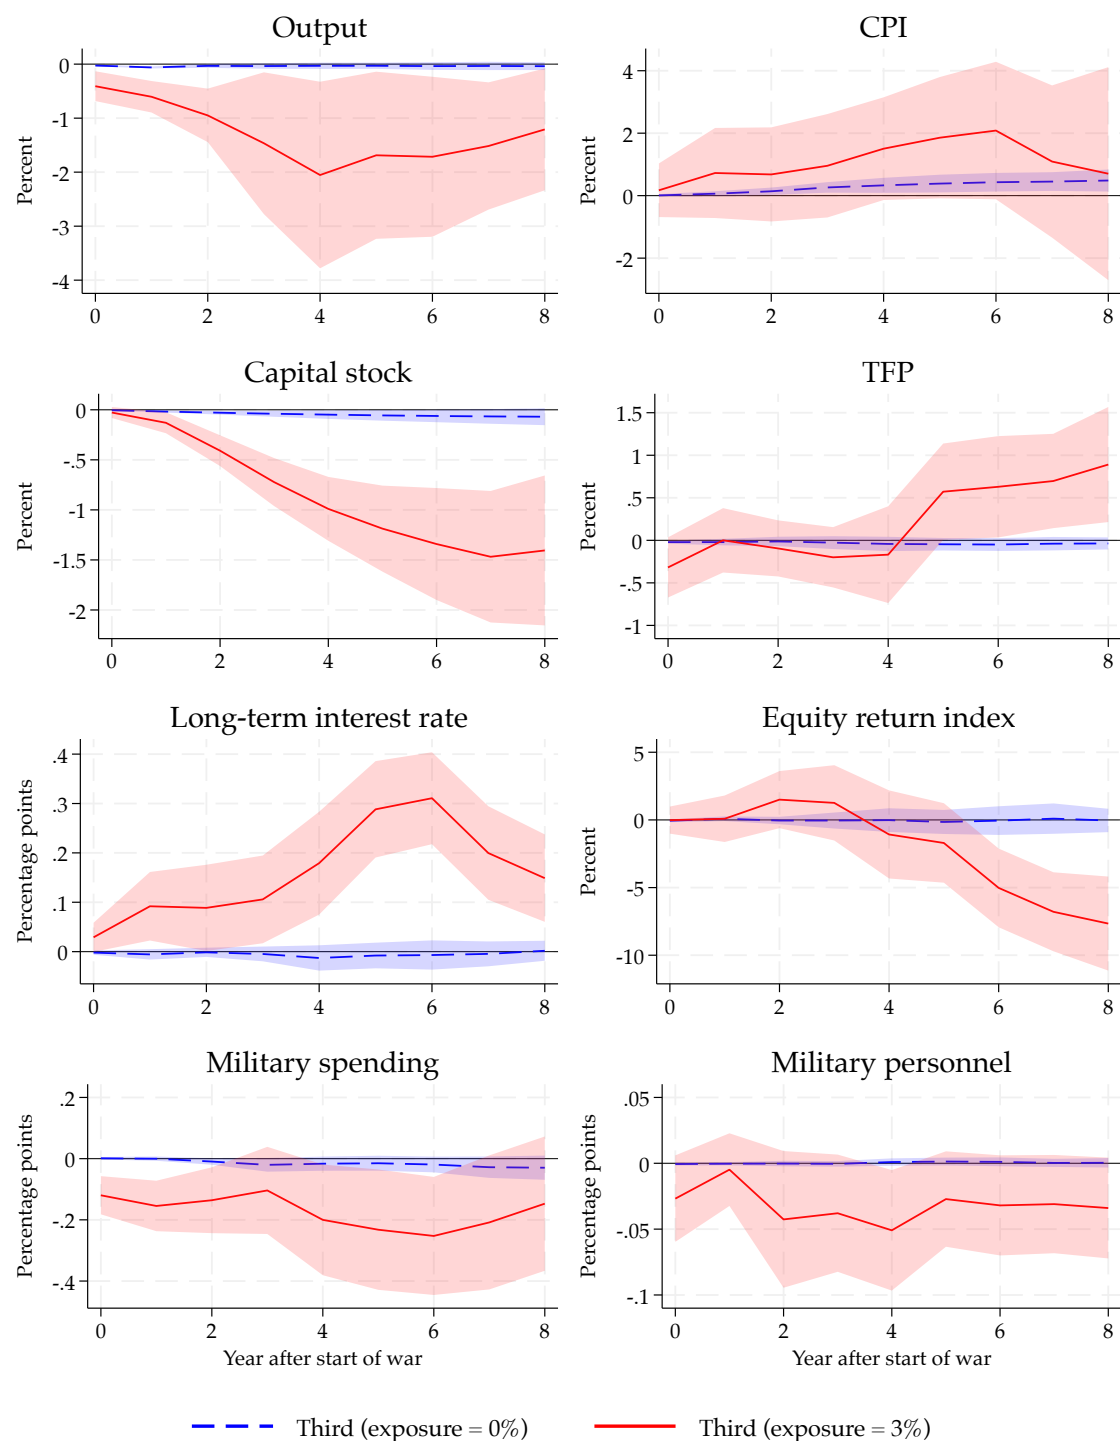 Output
CPI
Percent
0
-1
-2
-3
-4
0 2 4 6 8
Percent
4
2
0
-2
0 2 4 6 8
Capital stock
TFP
Percent
0
-.5
-1
-1.5
-2
0 2 4 6 8
Percent
1.5
1
.5
0
-.5
-1
0 2 4 6 8
Long-term interest rate
Equity return index
Percentage points
.4
.3
.2
.1
0
0 2 4 6 8
Percent
5
0
-5
-10
0 2 4 6 8
Military spending
Military personnel
Percentage points
.2
0
-.2
-.4
0 2 4 6 8
Year after start of war
Percentage points
.05
0
-.05
-.1
0 2 4 6 8
Year after start of war
Third (exposure = 0%)
Third (exposure = 3%)